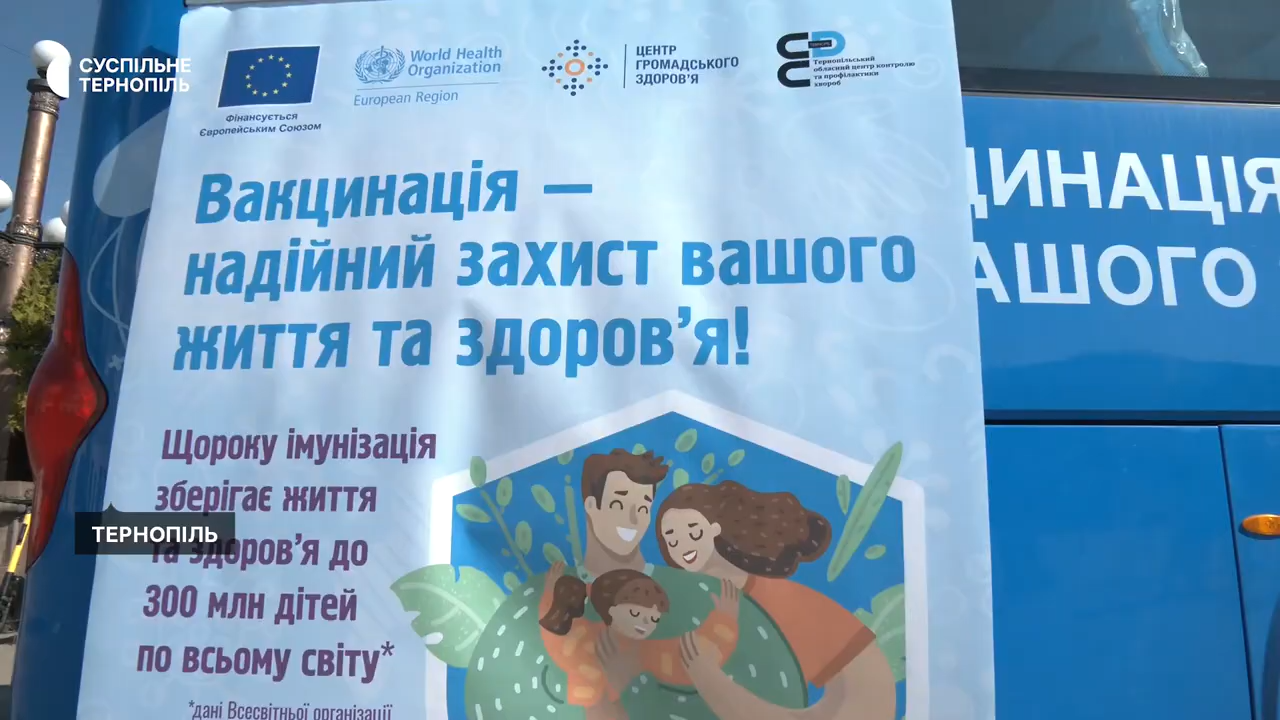 СУСПІЛЬНЕ
ТЕРНОПІЛЬ
Фінансується
Європейським Союзом
World Health
Organization
European Region
ЦЕНТР
ГРОМАДСЬКОГО
ЗДОРОВ'Я
Тернопільський
обласний центр контролю
та профілактики
хвороб
Вакцинація —
надійний захист вашого
життя та здоров'я!
Щороку імунізація
зберігає життя
та здоров'я до
300 млн дітей
по всьому світу*
*дані Всесвітньої організації
ЦИНАЦІЯ
АШОГО
ТЕРНОПІЛЬ